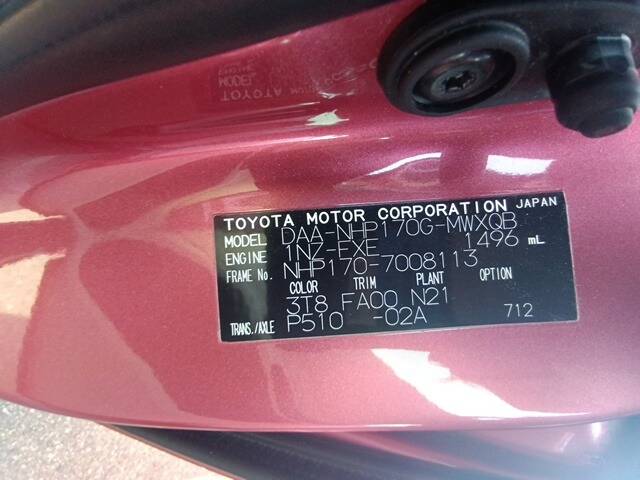 TOYOTA MOTOR CORPORATION JAPAN
MODEL DAA-NHP170G-MWXQB
ENGINE 1NZ-EXE 1496 mL
FRAME No. NHP170-7008113
COLOR TRIM PLANT OPTION
3T8 FA00 N21
TRANS./AXLE P510 -02A 712